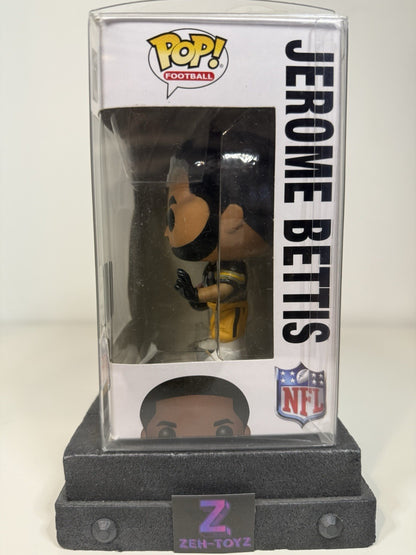 POP!
FOOTBALL
JEROME BETTIS
NFL
Z
ZEH-TOYZ